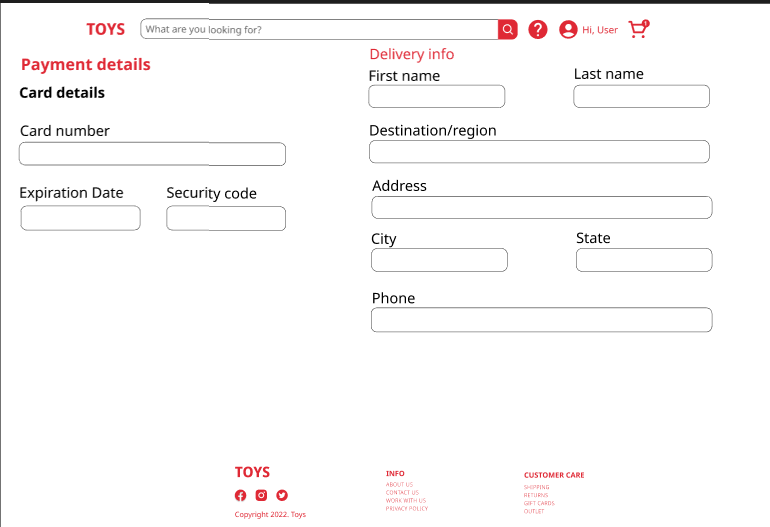 TOYS
What are you looking for?
Hi, User
1
Payment details
Card details
Card number
Expiration Date Security code
Delivery info
First name Last name
Destination/region
Address
City State
Phone
TOYS
Copyright 2022, Toys
INFO
ABOUT US
CONTACT US
WORK WITH US
PRIVACY POLICY
CUSTOMER CARE
SHIPPING
RETURNS
GIFT CARDS
OUTLET